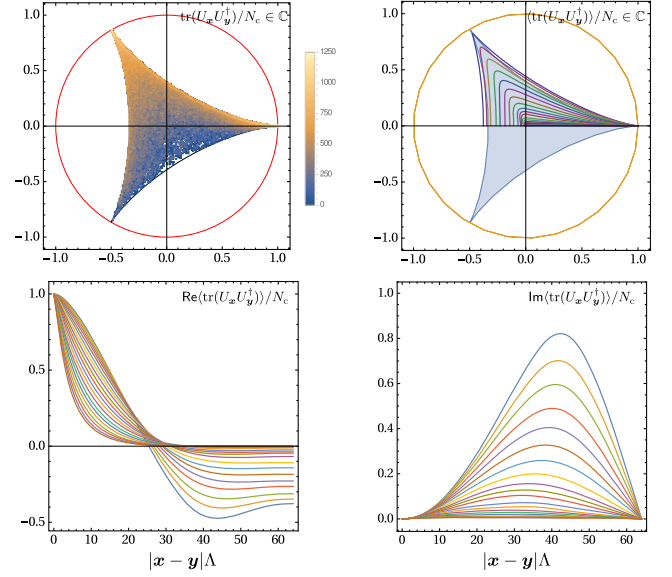 tr(U_x U_y^†)/N_c ∈ ℂ
1.0
0.5
0.0
−0.5
−1.0
−1.0 −0.5 0.0 0.5 1.0
1250
1000
750
500
250
0
⟨tr(U_x U_y^†)⟩/N_c ∈ ℂ
1.0
0.5
0.0
−0.5
−1.0
−1.0 −0.5 0.0 0.5 1.0
Re⟨tr(U_x U_y^†)⟩/N_c
1.0
0.5
0.0
−0.5
0 10 20 30 40 50 60
|x − y|Λ
Im⟨tr(U_x U_y^†)⟩/N_c
1.0
0.8
0.6
0.4
0.2
0.0
0 10 20 30 40 50 60
|x − y|Λ